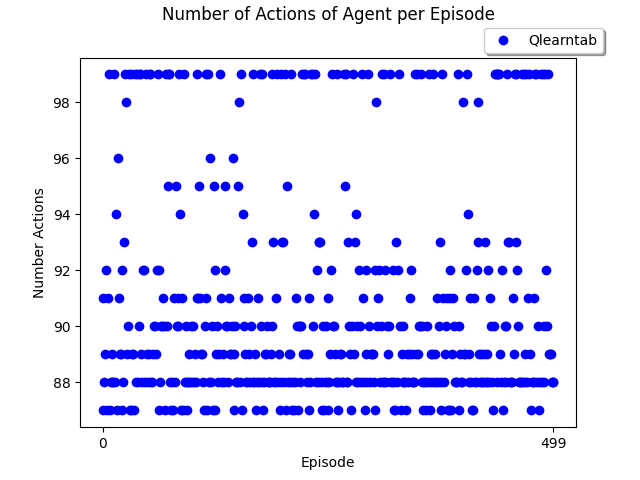 Number of Actions of Agent per Episode
Qlearntab
98
96
94
92
90
88
Number Actions
0
499
Episode